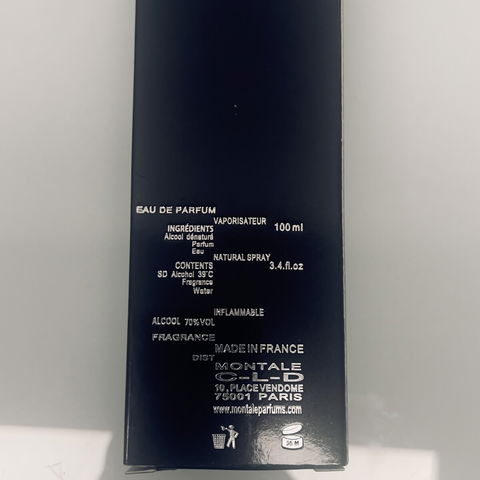 EAU DE PARFUM
VAPORISATEUR
INGRÉDIENTS
100 ml
Alcool dénaturé
Parfum
Eau
NATURAL SPRAY
CONTENTS
3.4.fl.oz
SD Alcohol 39°C
Fragrance
Water
INFLAMMABLE
ALCOOL 70%VOL
FRAGRANCE
MADE IN FRANCE
DIST
MONTALE
C-L-D
10, PLACE VENDOME
75001 PARIS
www.montaleparfums.com
36 M